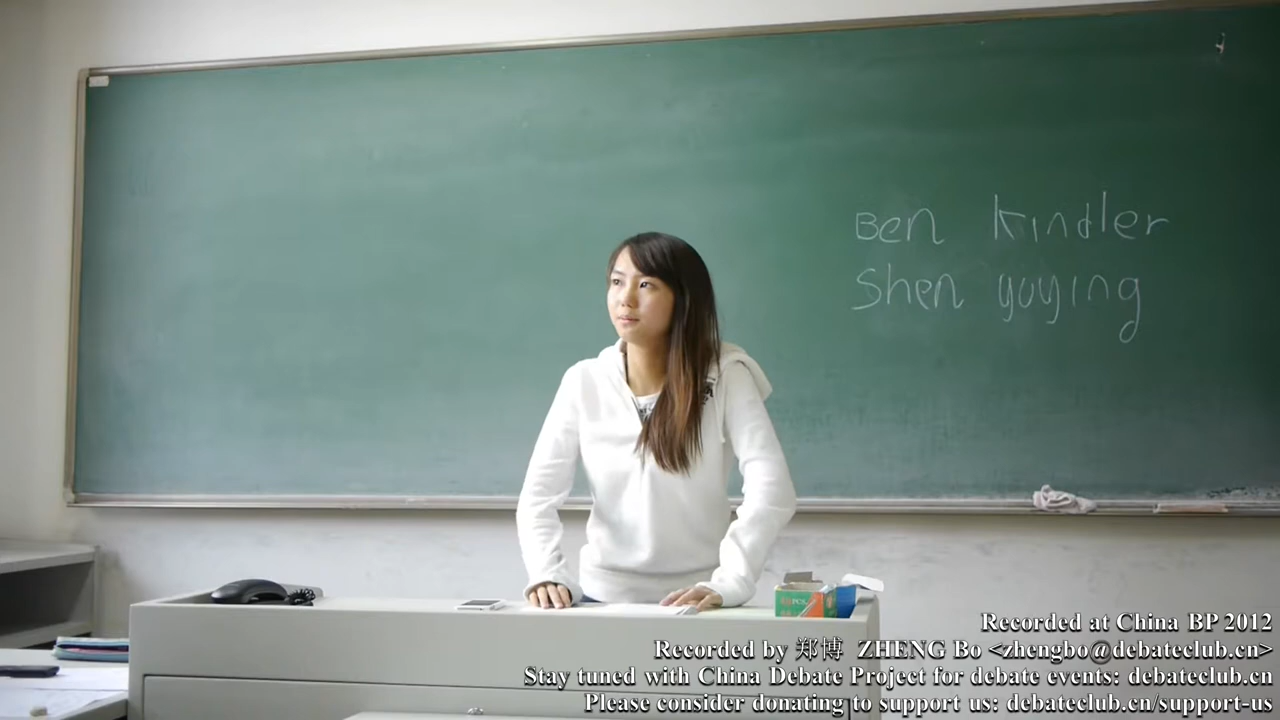 Ben Kindler
Shen yuying
PCS
Recorded at China BP 2012
Recorded by 郑博 ZHENG Bo <zhengbo@debateclub.cn>
Stay tuned with China Debate Project for debate events: debateclub.cn
Please consider donating to support us: debateclub.cn/support-us